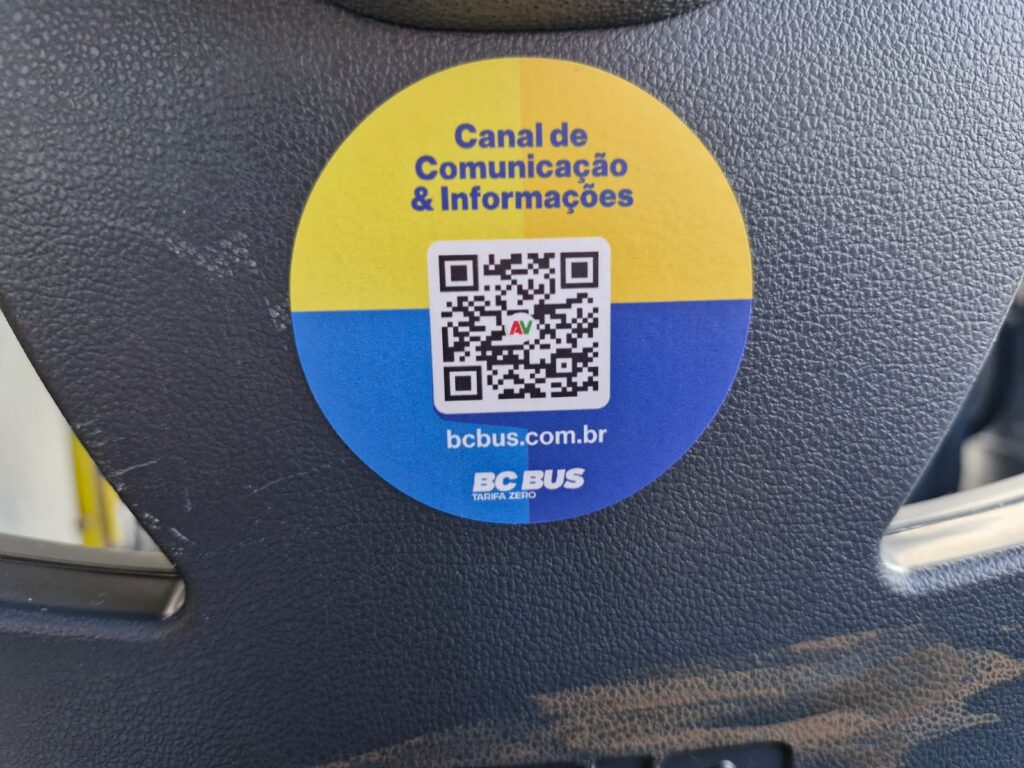 Canal de
Comunicação
& Informações
AV
bcbus.com.br
BC BUS
TARIFA ZERO